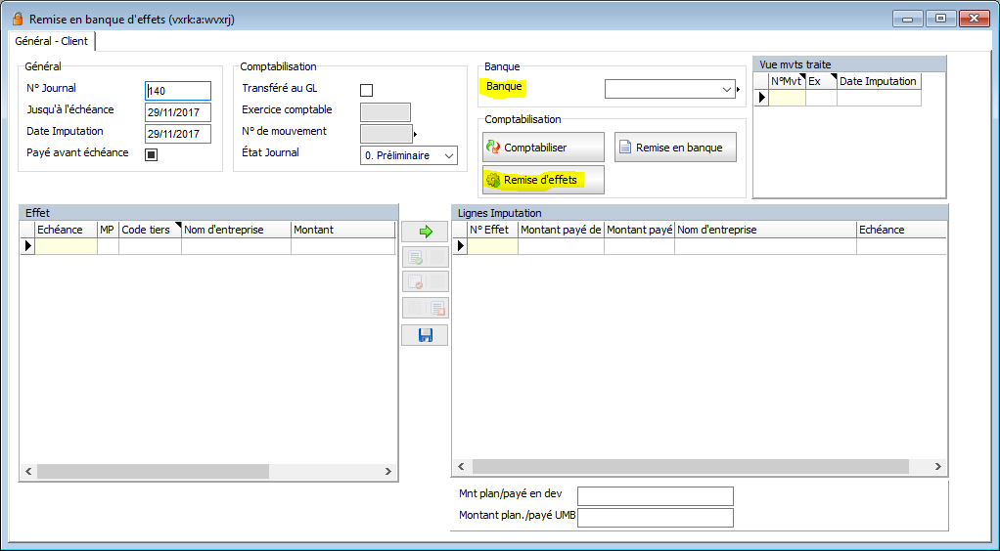 Remise en banque d'effets (vxrk:a:wvxrj)
Général - Client
Général
N° Journal 140
Jusqu'à l'échéance 29/11/2017
Date Imputation 29/11/2017
Payé avant échéance
Comptabilisation
Transféré au GL
Exercice comptable
N° de mouvement
État Journal 0. Préliminaire
Banque
Banque
Comptabilisation
Comptabiliser Remise en banque
Remise d'effets
Vue mvts traite
N°Mvt Ex Date Imputation
Effet
Echéance MP Code tiers Nom d'entreprise Montant
Lignes Imputation
N° Effet Montant payé de Montant payé Nom d'entreprise Echéance
Mnt plan/payé en dev
Montant plan./payé UMB